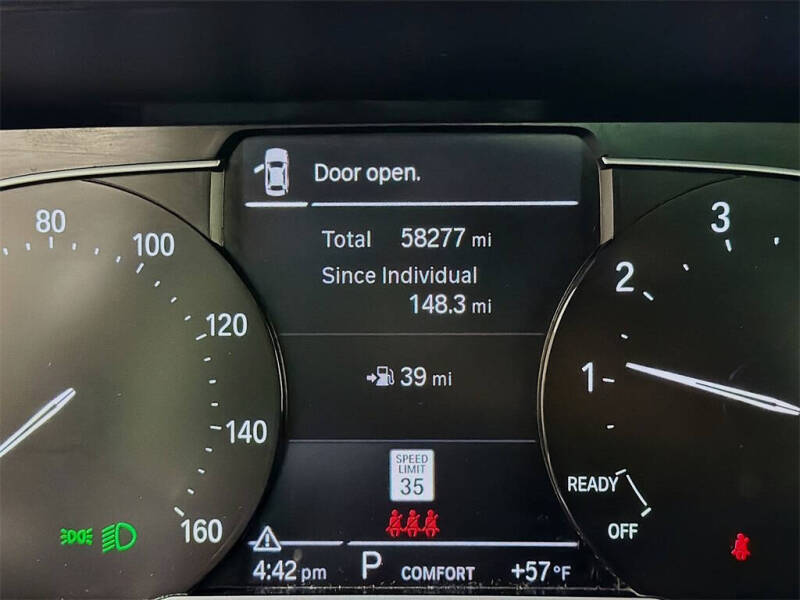 Door open.
80
100
120
140
160
Total 58277 mi
Since Individual
148.3 mi
39 mi
SPEED
LIMIT
35
3
2
1
READY
OFF
4:42 pm P COMFORT +57°F